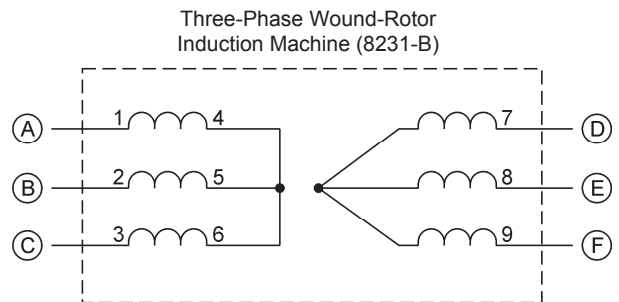 Three-Phase Wound-Rotor
Induction Machine (8231-B)
A 1 4 7 D
B 2 5 8 E
C 3 6 9 F